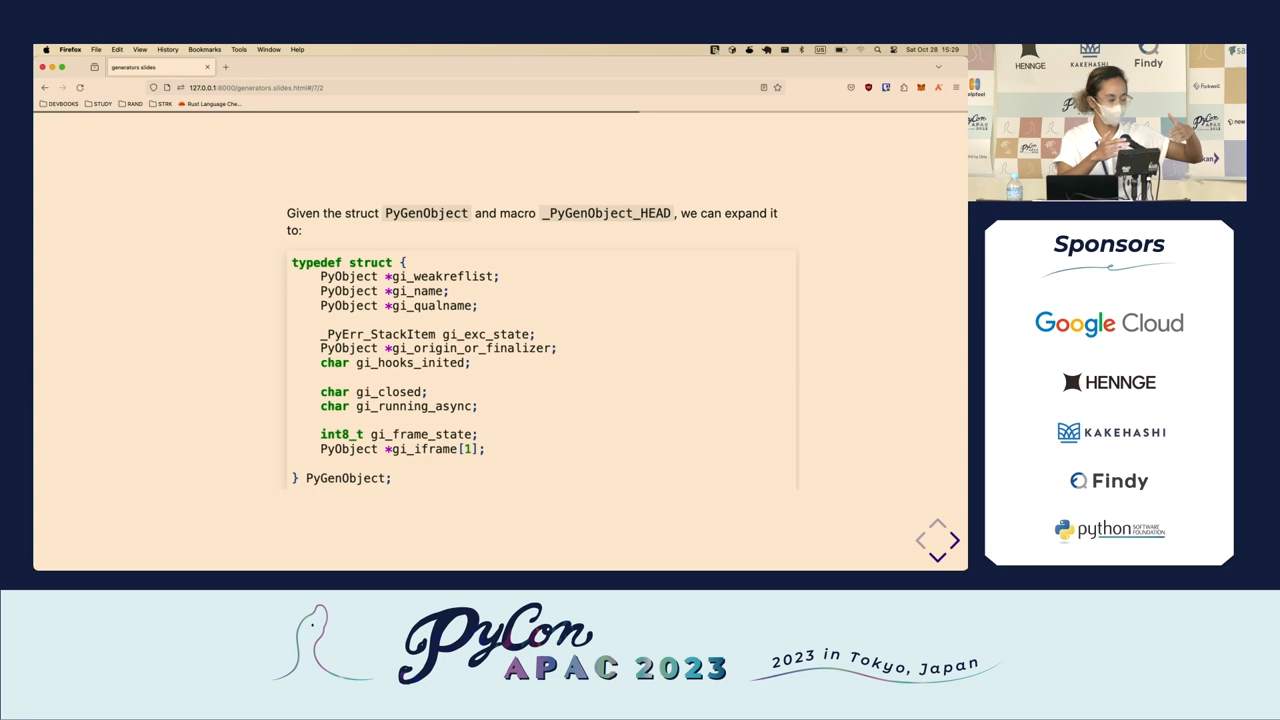 Firefox File Edit View History Bookmarks Tools Window Help
US
Sat Oct 28 15:29
generators slides
127.0.0.1:8000/generators.slides.html#/7/2
DEVBOOKS STUDY RAND STRK Rust Language Che...
Given the struct PyGenObject and macro _PyGenObject_HEAD, we can expand it
to:
typedef struct {
PyObject *gi_weakreflist;
PyObject *gi_name;
PyObject *gi_qualname;
_PyErr_StackItem gi_exc_state;
PyObject *gi_origin_or_finalizer;
char gi_hooks_inited;
char gi_closed;
char gi_running_async;
int8_t gi_frame_state;
PyObject *gi_iframe[1];
} PyGenObject;
HENNGE
KAKEHASHI
Findy
Sponsors
Google Cloud
HENNGE
KAKEHASHI
Findy
python SOFTWARE FOUNDATION
PyCon
APAC 2023
2023 in Tokyo, Japan